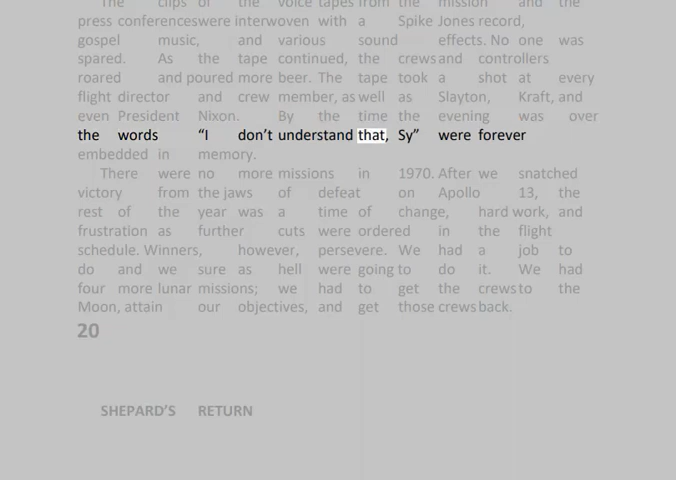 The clips of the voice tapes from the mission and the
press conferences were interwoven with a Spike Jones record,
gospel music, and various sound effects. No one was
spared. As the tape continued, the crews and controllers
roared and poured more beer. The tape took a shot at every
flight director and crew member, as well as Slayton, Kraft, and
even President Nixon. By the time the evening was over
the words “I don’t understand that, Sy” were forever
embedded in memory.
There were no more missions in 1970. After we snatched
victory from the jaws of defeat on Apollo 13, the
rest of the year was a time of change, hard work, and
frustration as further cuts were ordered in the flight
schedule. Winners, however, persevere. We had a job to
do and we sure as hell were going to do it. We had
four more lunar missions; we had to get the crews to the
Moon, attain our objectives, and get those crews back.
20
SHEPARD’S RETURN